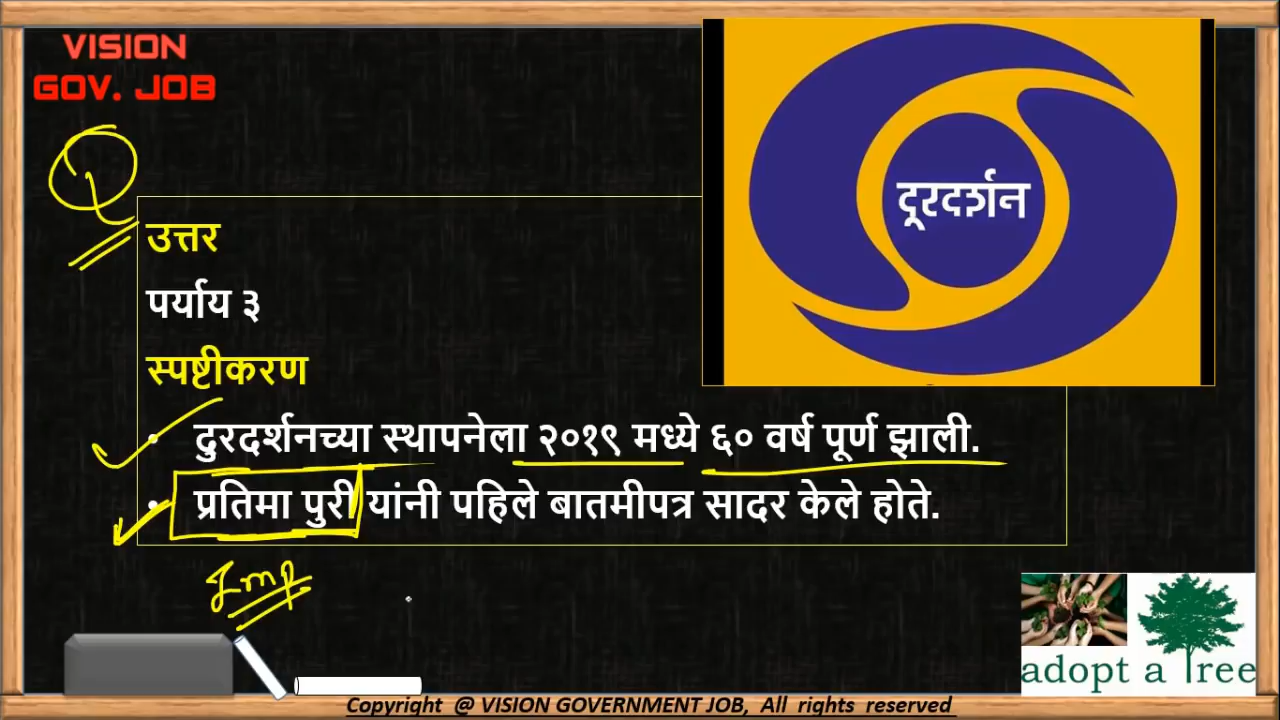 VISION
GOV. JOB
दूरदर्शन
उत्तर
पर्याय ३
स्पष्टीकरण
• दुरदर्शनच्या स्थापनेला २०१९ मध्ये ६० वर्ष पूर्ण झाली.
• प्रतिमा पुरी यांनी पहिले बातमीपत्र सादर केले होते.
Imp
adopt a Tree
Copyright @ VISION GOVERNMENT JOB, All rights reserved